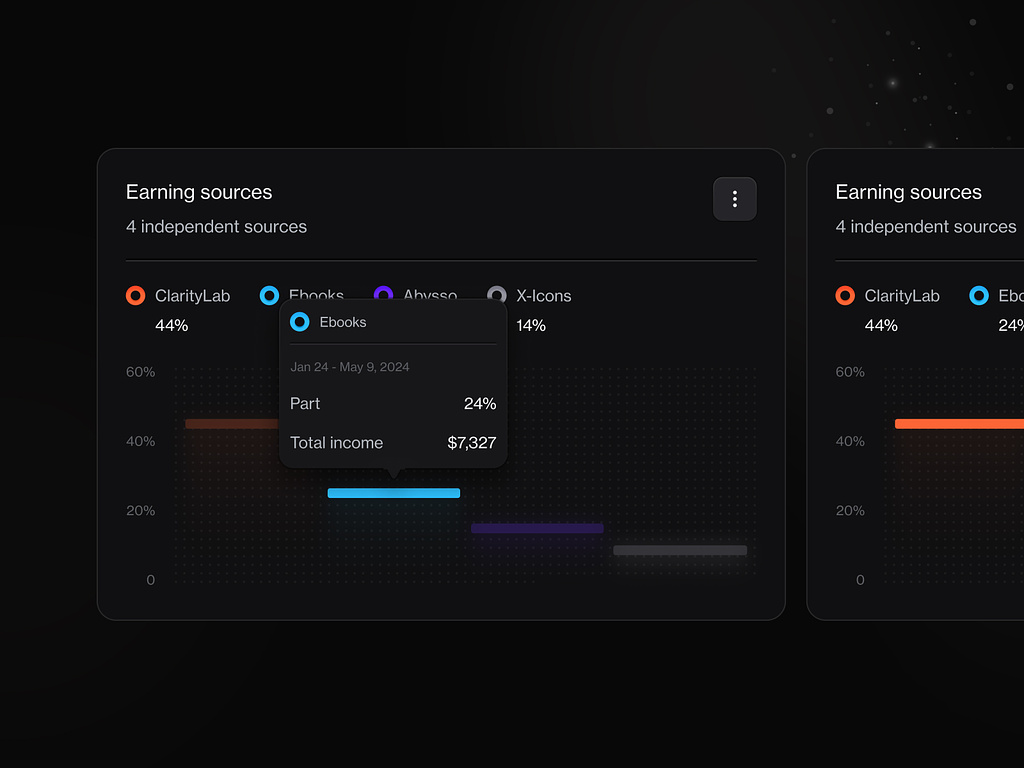 Earning sources
4 independent sources
ClarityLab
44%
Ebooks
Abysso
X-Icons
14%
Ebooks
Jan 24 - May 9, 2024
Part 24%
Total income $7,327
60%
40%
20%
0
Earning sources
4 independent sources
ClarityLab
44%
Ebo
24%
60%
40%
20%
0